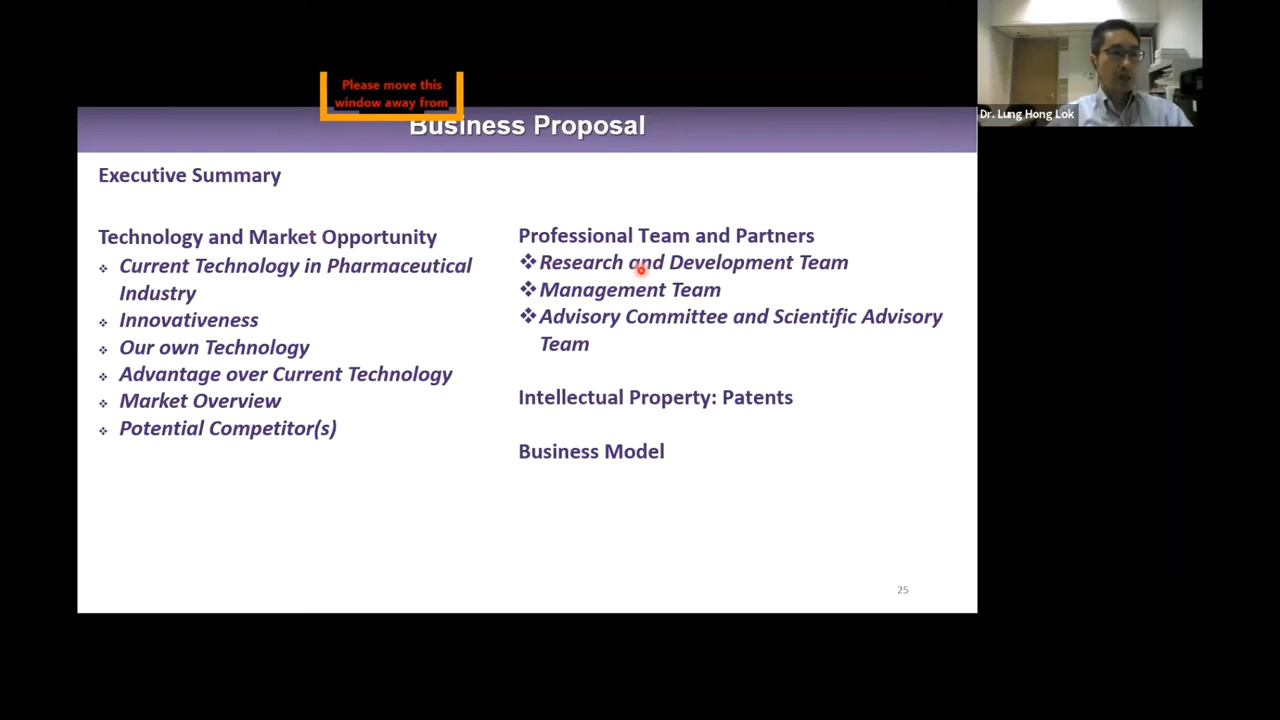 Please move this
window away from
Business Proposal
Dr. Lung Hong Lok
Executive Summary
Technology and Market Opportunity
Current Technology in Pharmaceutical
Industry
Innovativeness
Our own Technology
Advantage over Current Technology
Market Overview
Potential Competitor(s)
Professional Team and Partners
Research and Development Team
Management Team
Advisory Committee and Scientific Advisory
Team
Intellectual Property: Patents
Business Model
25